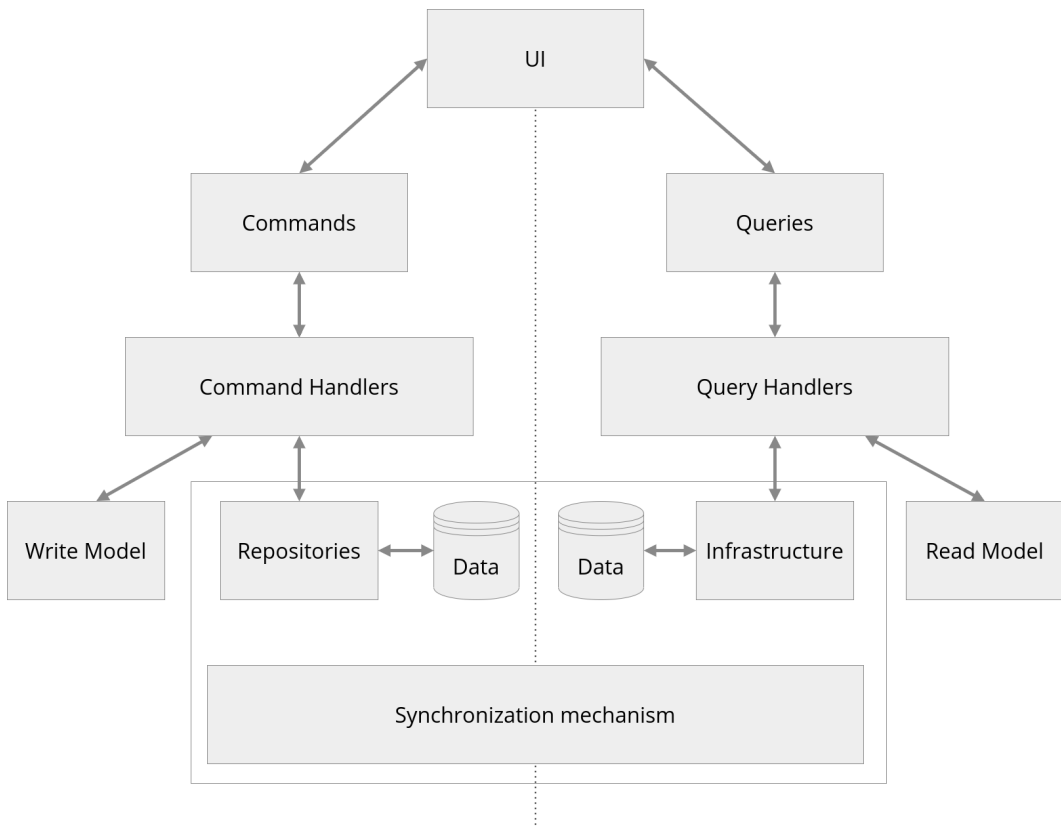 UI
Commands
Queries
Command Handlers
Query Handlers
Write Model
Repositories
Data
Data
Infrastructure
Read Model
Synchronization mechanism